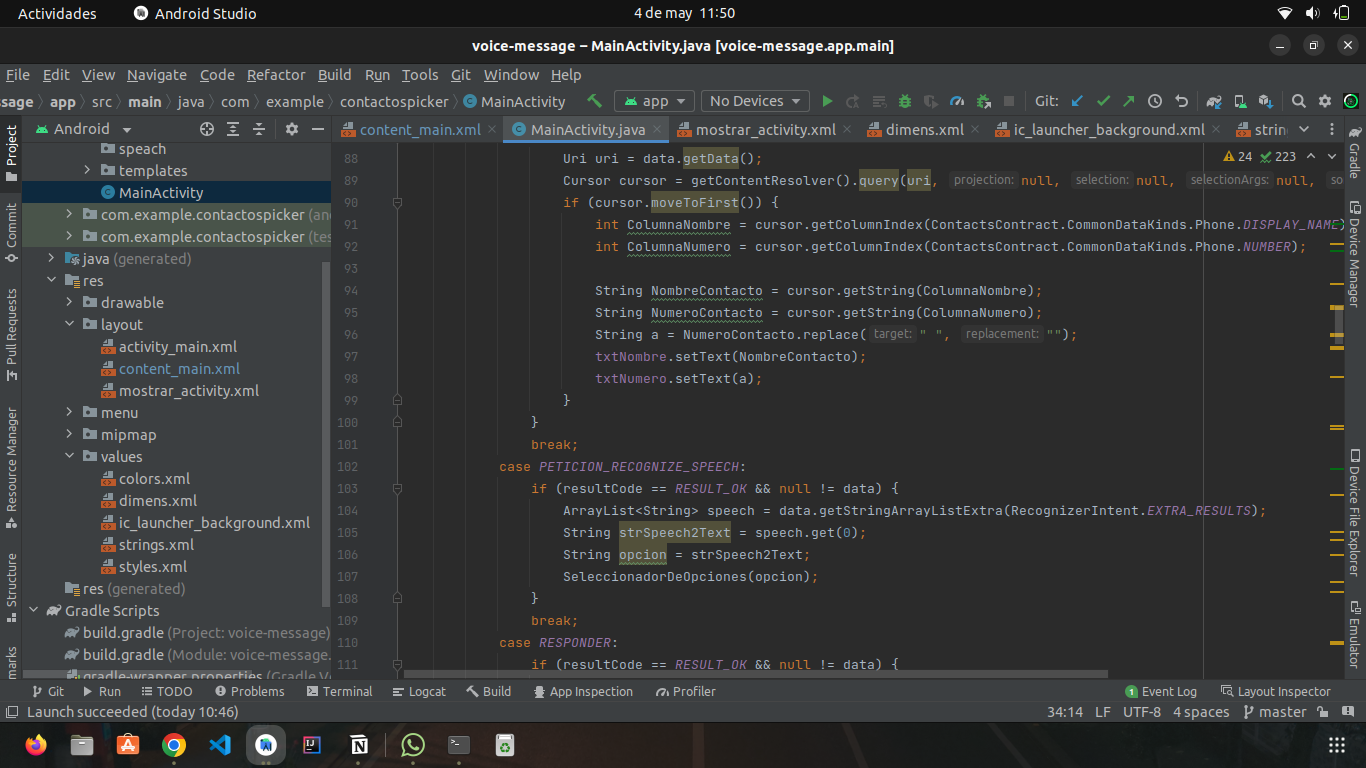 Actividades
Android Studio
4 de may 11:50
voice-message – MainActivity.java [voice-message.app.main]
File Edit View Navigate Code Refactor Build Run Tools Git Window Help
sage app src main java com example contactospicker MainActivity
app
No Devices
Git:
Android
content_main.xml
MainActivity.java
mostrar_activity.xml
dimens.xml
ic_launcher_background.xml
Project
Commit
Pull Requests
Resource Manager
Structure
speach
templates
MainActivity
com.example.contactospicker
com.example.contactospicker
java (generated)
res
drawable
layout
activity_main.xml
content_main.xml
mostrar_activity.xml
menu
mipmap
values
colors.xml
dimens.xml
ic_launcher_background.xml
strings.xml
styles.xml
res (generated)
Gradle Scripts
build.gradle (Project: voice-message)
build.gradle (Module: voice-message.
gradle-wrapper.properties
24 223
88 Uri uri = data.getData();
89 Cursor cursor = getContentResolver().query(uri, projection: null, selection: null, selectionArgs: null, so
90 if (cursor.moveToFirst()) {
91 int ColumnaNombre = cursor.getColumnIndex(ContactsContract.CommonDataKinds.Phone.DISPLAY_NAME)
92 int ColumnaNumero = cursor.getColumnIndex(ContactsContract.CommonDataKinds.Phone.NUMBER);
93
94 String NombreContacto = cursor.getString(ColumnaNombre);
95 String NumeroContacto = cursor.getString(ColumnaNumero);
96 String a = NumeroContacto.replace( target: " ", replacement: "");
97 txtNombre.setText(NombreContacto);
98 txtNumero.setText(a);
99 }
100 }
101 break;
102 case PETICION_RECOGNIZE_SPEECH:
103 if (resultCode == RESULT_OK && null != data) {
104 ArrayList<String> speech = data.getStringArrayListExtra(RecognizerIntent.EXTRA_RESULTS);
105 String strSpeech2Text = speech.get(0);
106 String opcion = strSpeech2Text;
107 SeleccionadorDeOpciones(opcion);
108 }
109 break;
110 case RESPONDER:
111 if (resultCode == RESULT_OK && null != data) {
Gradle
Device Manager
Device File Explorer
Emulator
Git Run TODO Problems Terminal Logcat Build App Inspection Profiler
1 Event Log Layout Inspector
Launch succeeded (today 10:46)
34:14 LF UTF-8 4 spaces master